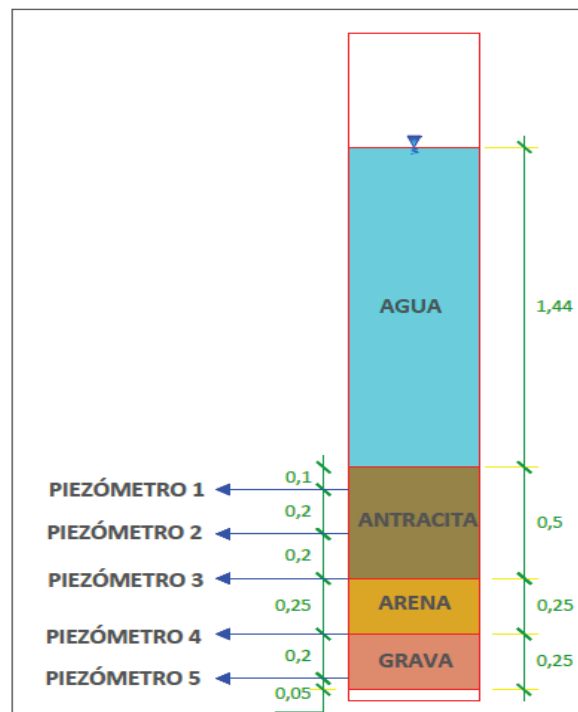 AGUA
1,44
0,1
PIEZÓMETRO 1
0,2
PIEZÓMETRO 2
ANTRACITA
0,5
0,2
PIEZÓMETRO 3
0,25
ARENA
0,25
PIEZÓMETRO 4
0,2
GRAVA
0,25
PIEZÓMETRO 5
0,05